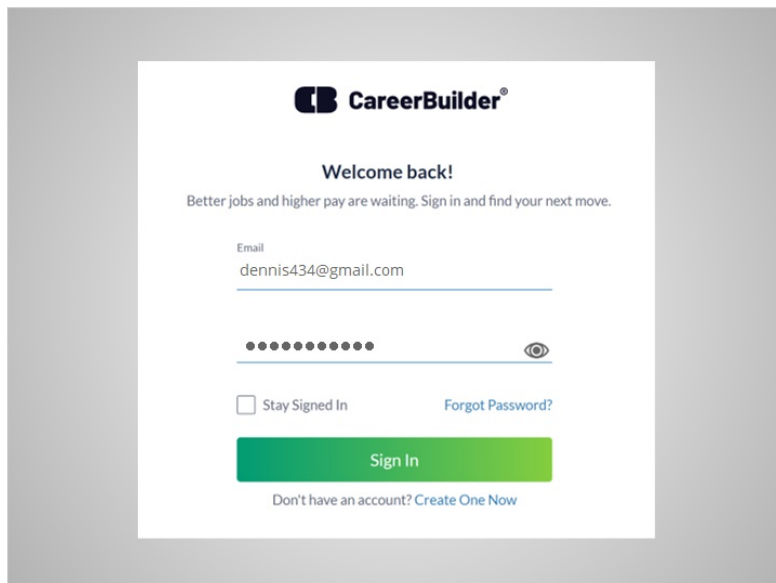 CB CareerBuilder®
Welcome back!
Better jobs and higher pay are waiting. Sign in and find your next move.
Email
dennis434@gmail.com
●●●●●●●●●●●
Stay Signed In Forgot Password?
Sign In
Don't have an account? Create One Now